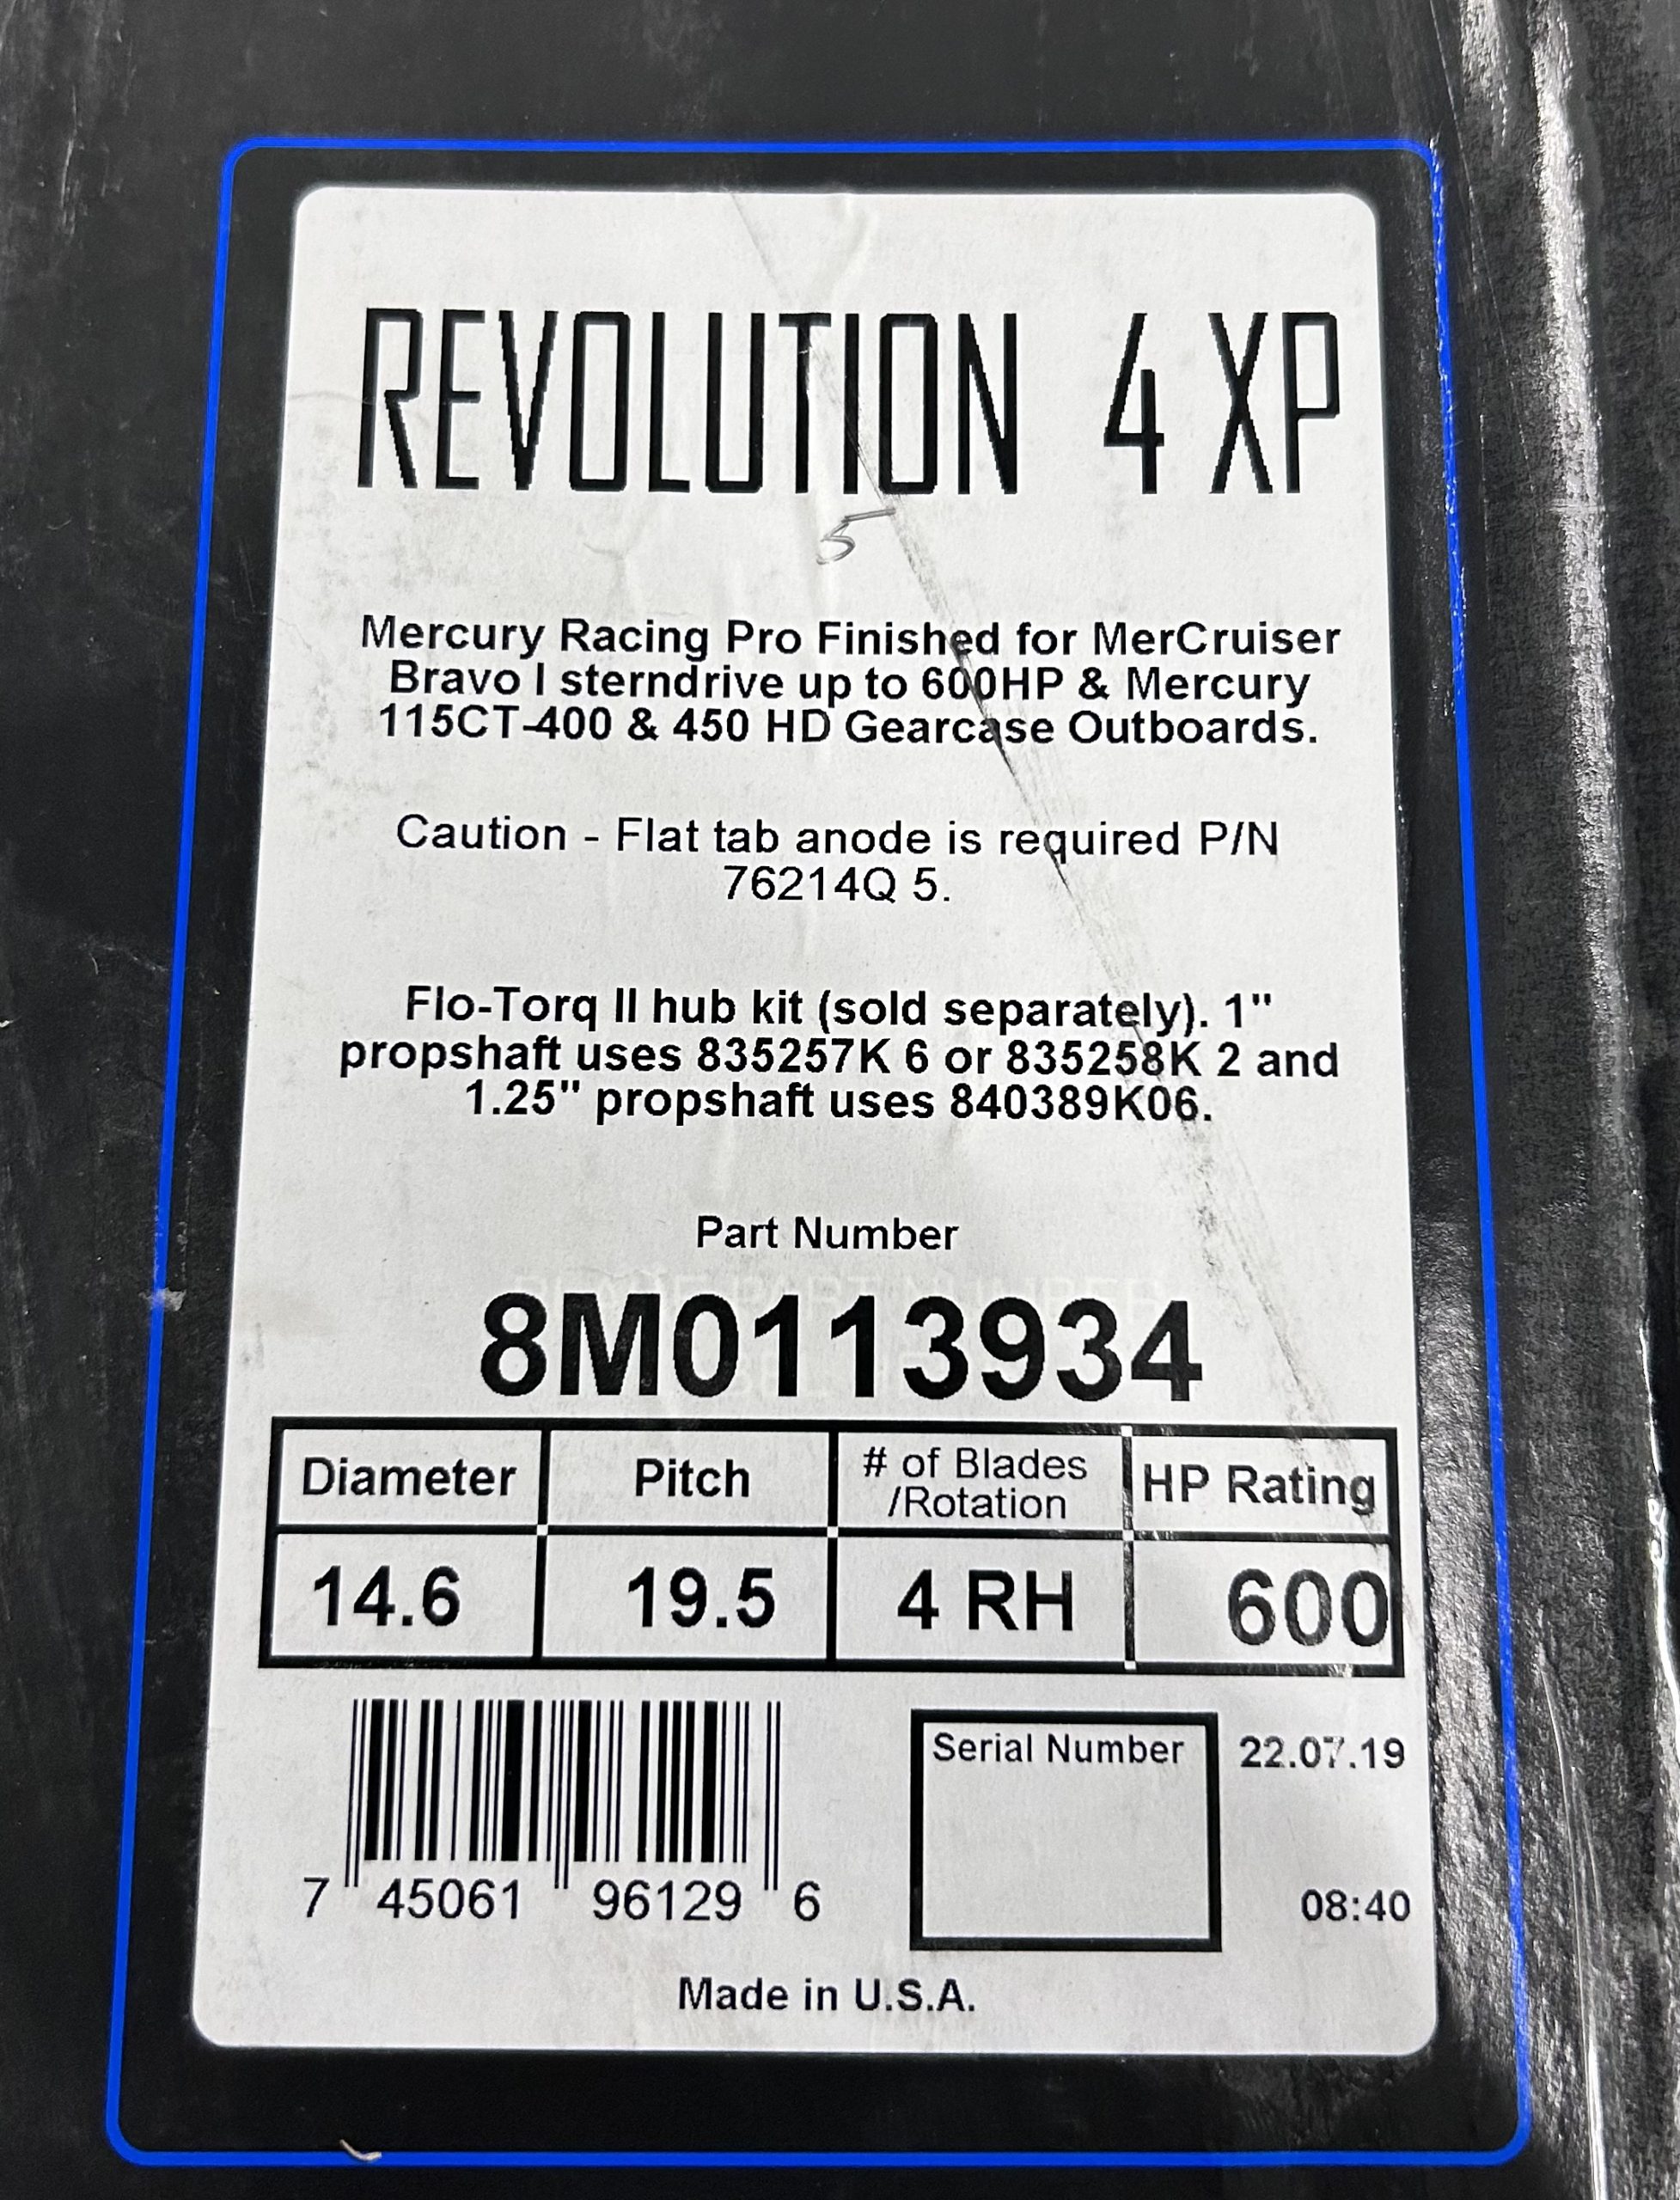 REVOLUTION 4 XP
5
Mercury Racing Pro Finished for MerCruiser
Bravo I sterndrive up to 600HP & Mercury
115CT-400 & 450 HD Gearcase Outboards.
Caution - Flat tab anode is required P/N
76214Q 5.
Flo-Torq II hub kit (sold separately). 1"
propshaft uses 835257K 6 or 835258K 2 and
1.25" propshaft uses 840389K06.
Part Number
8M0113934
Diameter Pitch # of Blades /Rotation HP Rating
14.6 19.5 4 RH 600
Serial Number 22.07.19
7 45061 96129 6
08:40
Made in U.S.A.